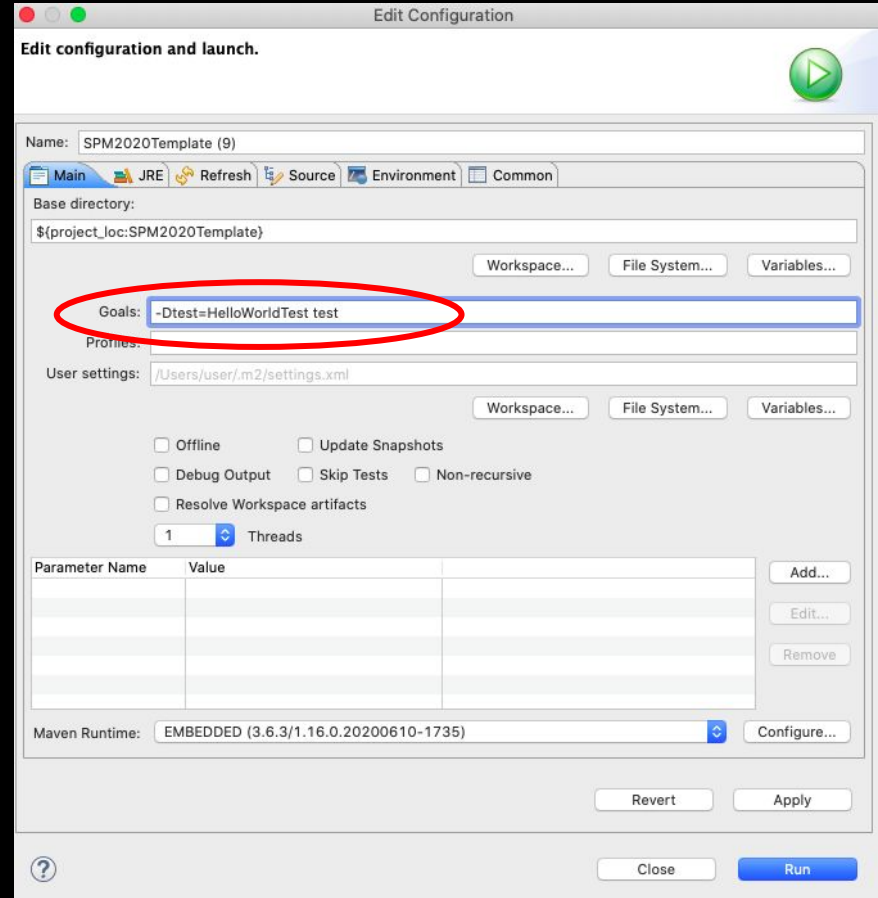 Edit Configuration
Edit configuration and launch.
Name: SPM2020Template (9)
Main JRE Refresh Source Environment Common
Base directory:
${project_loc:SPM2020Template}
Workspace... File System... Variables...
Goals: -Dtest=HelloWorldTest test
Profiles:
User settings: /Users/user/.m2/settings.xml
Workspace... File System... Variables...
Offline Update Snapshots
Debug Output Skip Tests Non-recursive
Resolve Workspace artifacts
1 Threads
Parameter Name Value
Add...
Edit...
Remove
Maven Runtime: EMBEDDED (3.6.3/1.16.0.20200610-1735) Configure...
Revert Apply
? Close Run